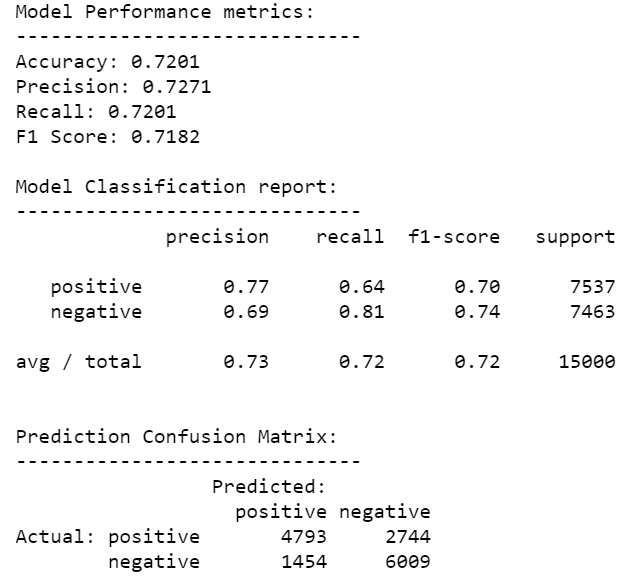 Model Performance metrics:
------------------------------
Accuracy: 0.7201
Precision: 0.7271
Recall: 0.7201
F1 Score: 0.7182
Model Classification report:
------------------------------
precision recall f1-score support
positive 0.77 0.64 0.70 7537
negative 0.69 0.81 0.74 7463
avg / total 0.73 0.72 0.72 15000
Prediction Confusion Matrix:
------------------------------
Predicted:
positive negative
Actual: positive 4793 2744
negative 1454 6009